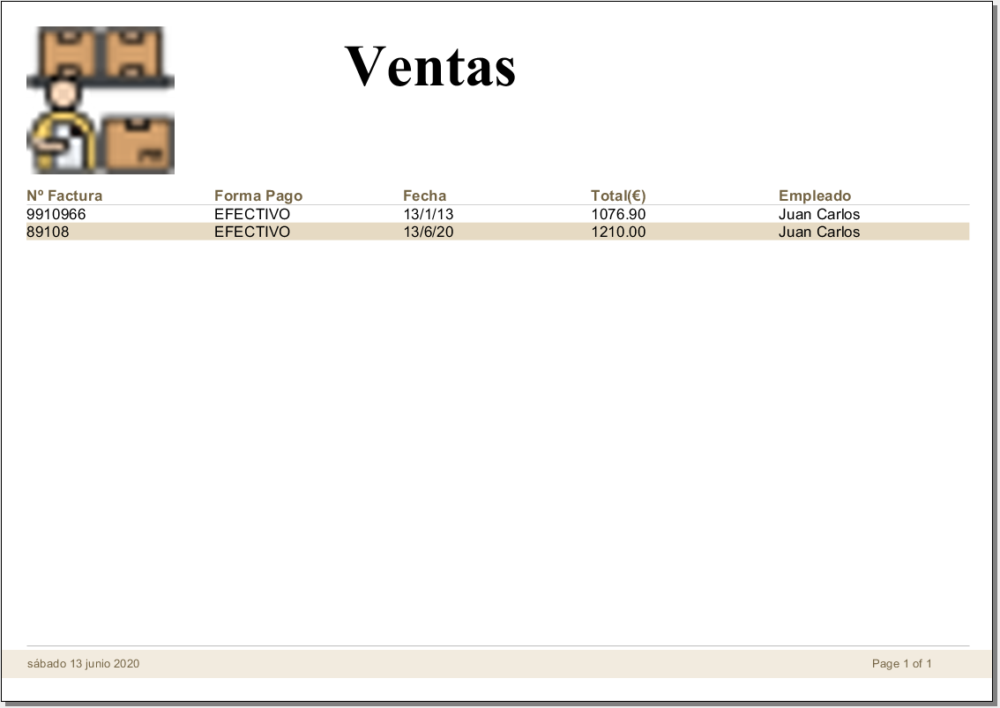 Ventas
Nº Factura Forma Pago Fecha Total(€) Empleado
9910966 EFECTIVO 13/1/13 1076.90 Juan Carlos
89108 EFECTIVO 13/6/20 1210.00 Juan Carlos
sábado 13 junio 2020 Page 1 of 1